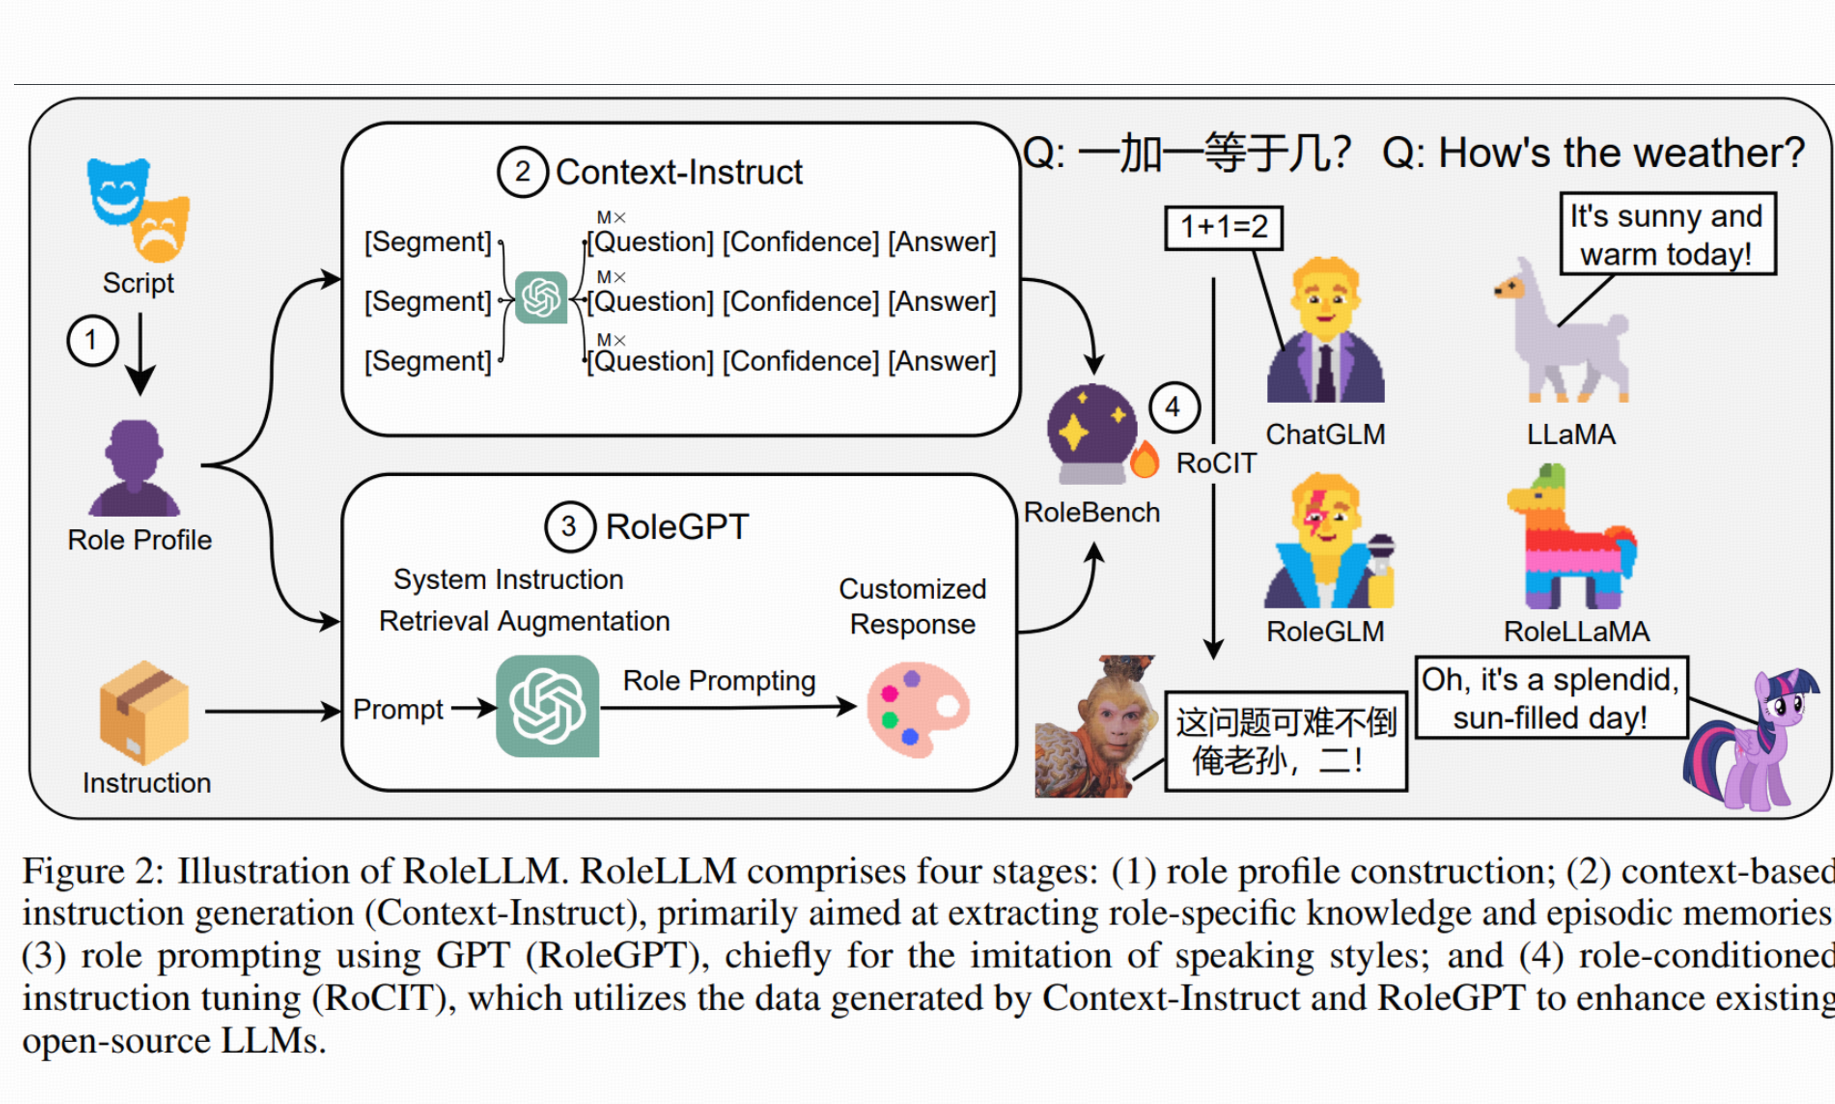 Script
1
Role Profile
Instruction
2 Context-Instruct
M×
[Segment] [Question] [Confidence] [Answer]
M×
[Segment] [Question] [Confidence] [Answer]
M×
[Segment] [Question] [Confidence] [Answer]
3 RoleGPT
System Instruction
Retrieval Augmentation
Customized
Response
Prompt
Role Prompting
RoleBench
4
RoCIT
Q: 一加一等于几？ Q: How's the weather?
1+1=2
It's sunny and
warm today!
ChatGLM
LLaMA
RoleGLM
RoleLLaMA
这问题可难不倒
俺老孙，二！
Oh, it's a splendid,
sun-filled day!
Figure 2: Illustration of RoleLLM. RoleLLM comprises four stages: (1) role profile construction; (2) context-based
instruction generation (Context-Instruct), primarily aimed at extracting role-specific knowledge and episodic memories
(3) role prompting using GPT (RoleGPT), chiefly for the imitation of speaking styles; and (4) role-conditioned
instruction tuning (RoCIT), which utilizes the data generated by Context-Instruct and RoleGPT to enhance existing
open-source LLMs.